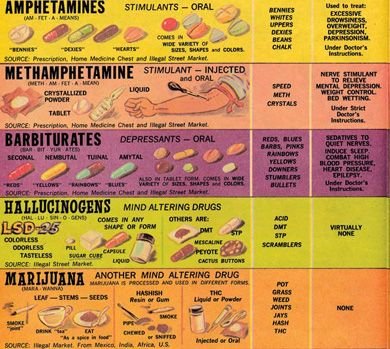 AMPHETAMINES
(AM - FET - A - MEANS)
STIMULANTS — ORAL
"BENNIES"
"DEXIES"
"HEARTS"
COMES IN
WIDE VARIETY OF
SIZES, SHAPES and COLORS.
SOURCE: Prescription, Home Medicine Chest and Illegal Street Market.
BENNIES
WHITES
UPPERS
DEXIES
BEANS
CHALK
Used to treat:
EXCESSIVE
DROWSINESS,
OVERWEIGHT,
DEPRESSION,
PARKINSONISM.
Under Doctor's
Instructions.
METHAMPHETAMINE
(METH - AM - FET - A - MEAN)
STIMULANT — INJECTED
and ORAL
CRYSTALLIZED
POWDER
TABLET
LIQUID
SOURCE: Prescription, Home Medicine Chest and Illegal Street Market.
SPEED
METH
CRYSTALS
NERVE STIMULANT
TO RELIEVE
MENTAL DEPRESSION,
WEIGHT CONTROL,
BED WETTING.
Under Strict
Doctor's
Instructions.
BARBITURATES
(BAR - BIT - YUR - ATES)
DEPRESSANTS — ORAL
SECONAL
NEMBUTAL
TUINAL
AMYTAL
"REDS"
"YELLOWS"
"RAINBOWS"
"BLUES"
ALSO IN TABLET FORM. COMES IN WIDE
VARIETY OF SIZES, SHAPES and COLORS.
SOURCE: Prescription, Home Medicine Chest and Illegal Street Market.
REDS, BLUES
BARBS, PINKS
RAINBOWS
YELLOWS
DOWNERS
STUMBLERS
BULLETS
SEDATIVES TO
QUIET NERVES,
INDUCE SLEEP.
COMBAT HIGH
BLOOD PRESSURE,
HEART DISEASE,
EPILEPSY.
Under Doctor's
Instructions.
HALLUCINOGENS
(HAL - LU - SIN - O - GENS)
MIND ALTERING DRUGS
LSD-25
COLORLESS
ODORLESS
TASTELESS
COMES IN ANY
SHAPE OR FORM
PILL
CAPSULE
SUGAR CUBE
LIQUID
OTHERS ARE:
DMT
STP
MESCALINE
PEYOTE
CACTUS BUTTONS
SOURCE: Illegal Street Market.
ACID
DMT
STP
SCRAMBLERS
VIRTUALLY
NONE
MARIJUANA
(MARA - WANNA)
ANOTHER MIND ALTERING DRUG
MARIJUANA IS PROCESSED AND USED IN DIFFERENT FORMS.
LEAF — STEMS — SEEDS
SMOKE
"joint"
DRINK "tea"
EAT
"As a spice in food"
HASHISH
Resin or Gum
SMOKE
PIPE
CHEWED
or SNIFFED
THC
Liquid or Powder
Injected or Oral
SOURCE: Illegal Market. From Mexico, India, Africa, U.S.
POT
GRASS
WEED
JOINTS
JAYS
HASH
THC
NONE